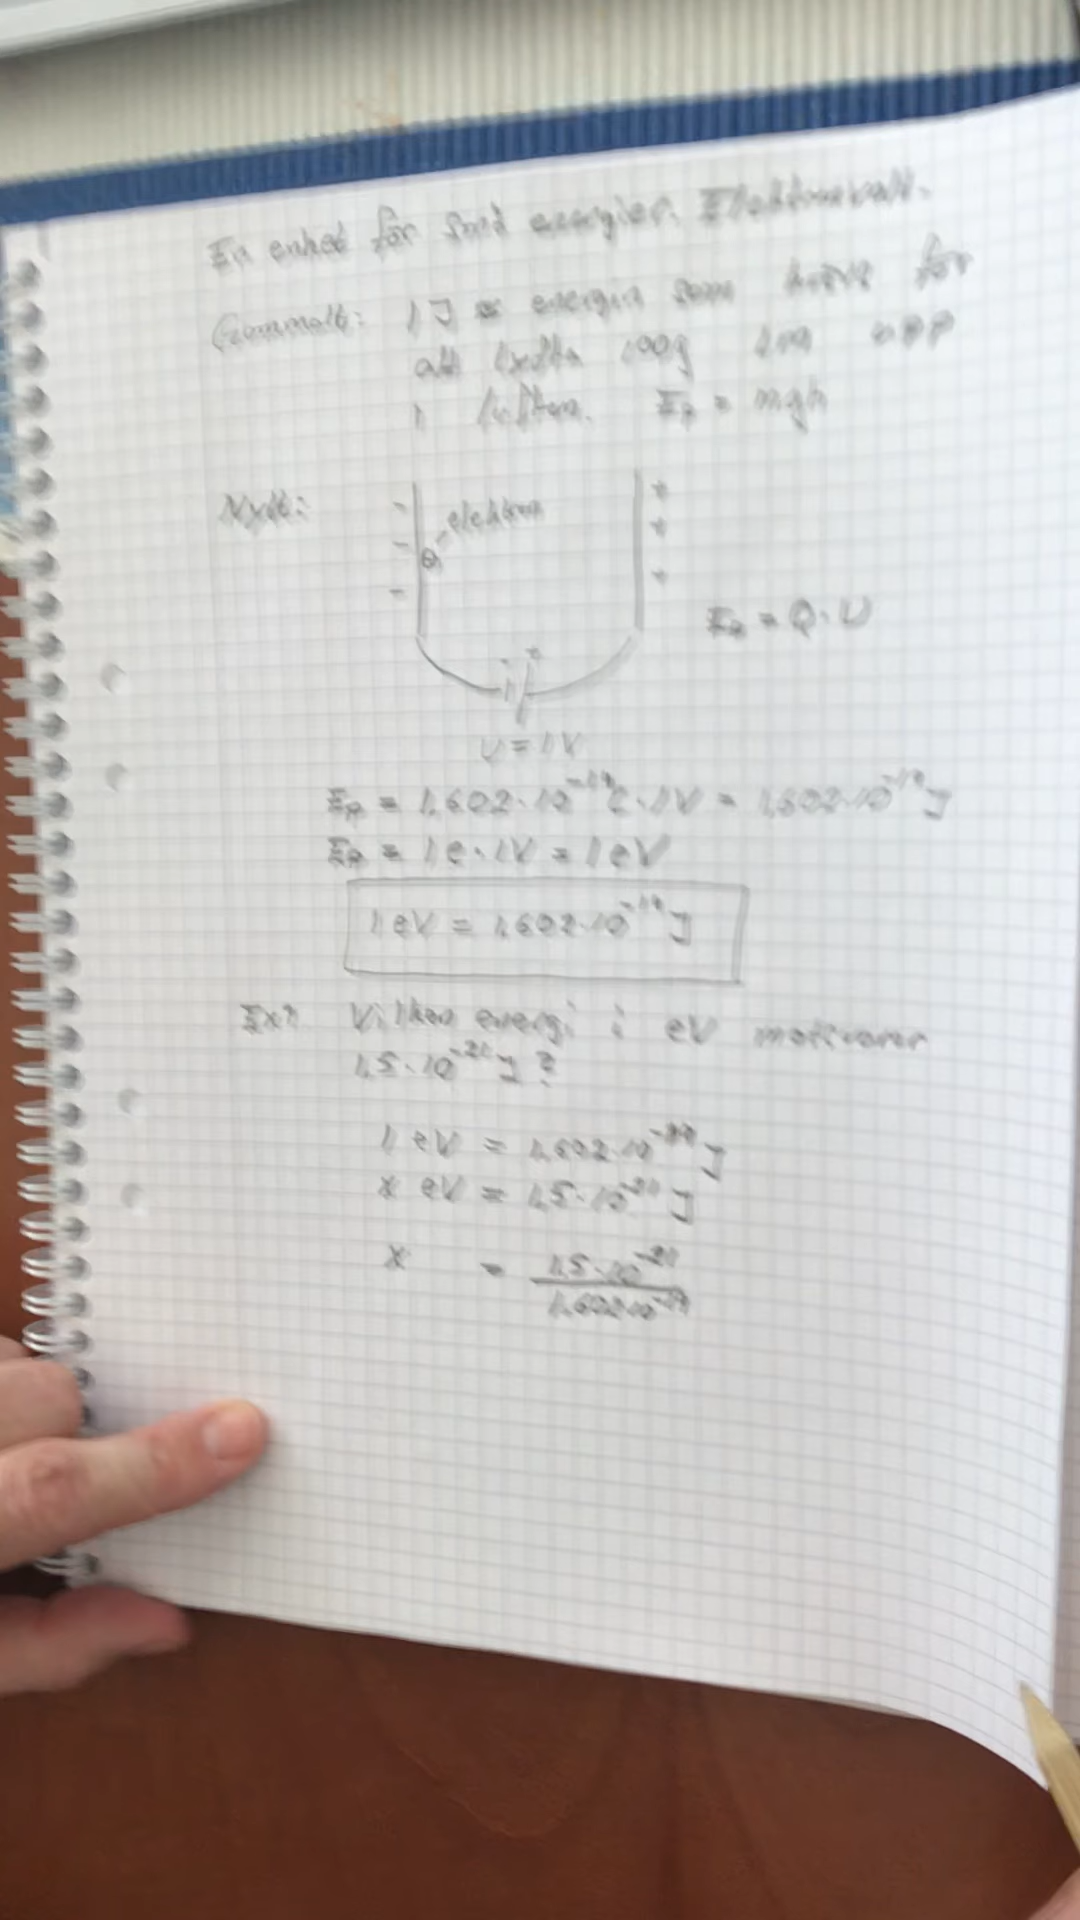 En enhet för små energier. Elektronvolt.
Gammalt: 1 J = energin som krävs för
att lyfta 100g 1m upp
i luften. Ep = mgh
Nytt: - elektron +
- +
- +
Ep = Q·U
- +
U = 1V
Ep = 1,602·10^-19 C · 1V = 1,602·10^-19 J
Ep = 1e·1V = 1eV
1 eV = 1,602·10^-19 J
Ex: Vilken energi i eV motsvarar
1,5·10^-21 J?
1 eV = 1,602·10^-19 J
x eV = 1,5·10^-21 J
x = 1,5·10^-21
1,602·10^-19